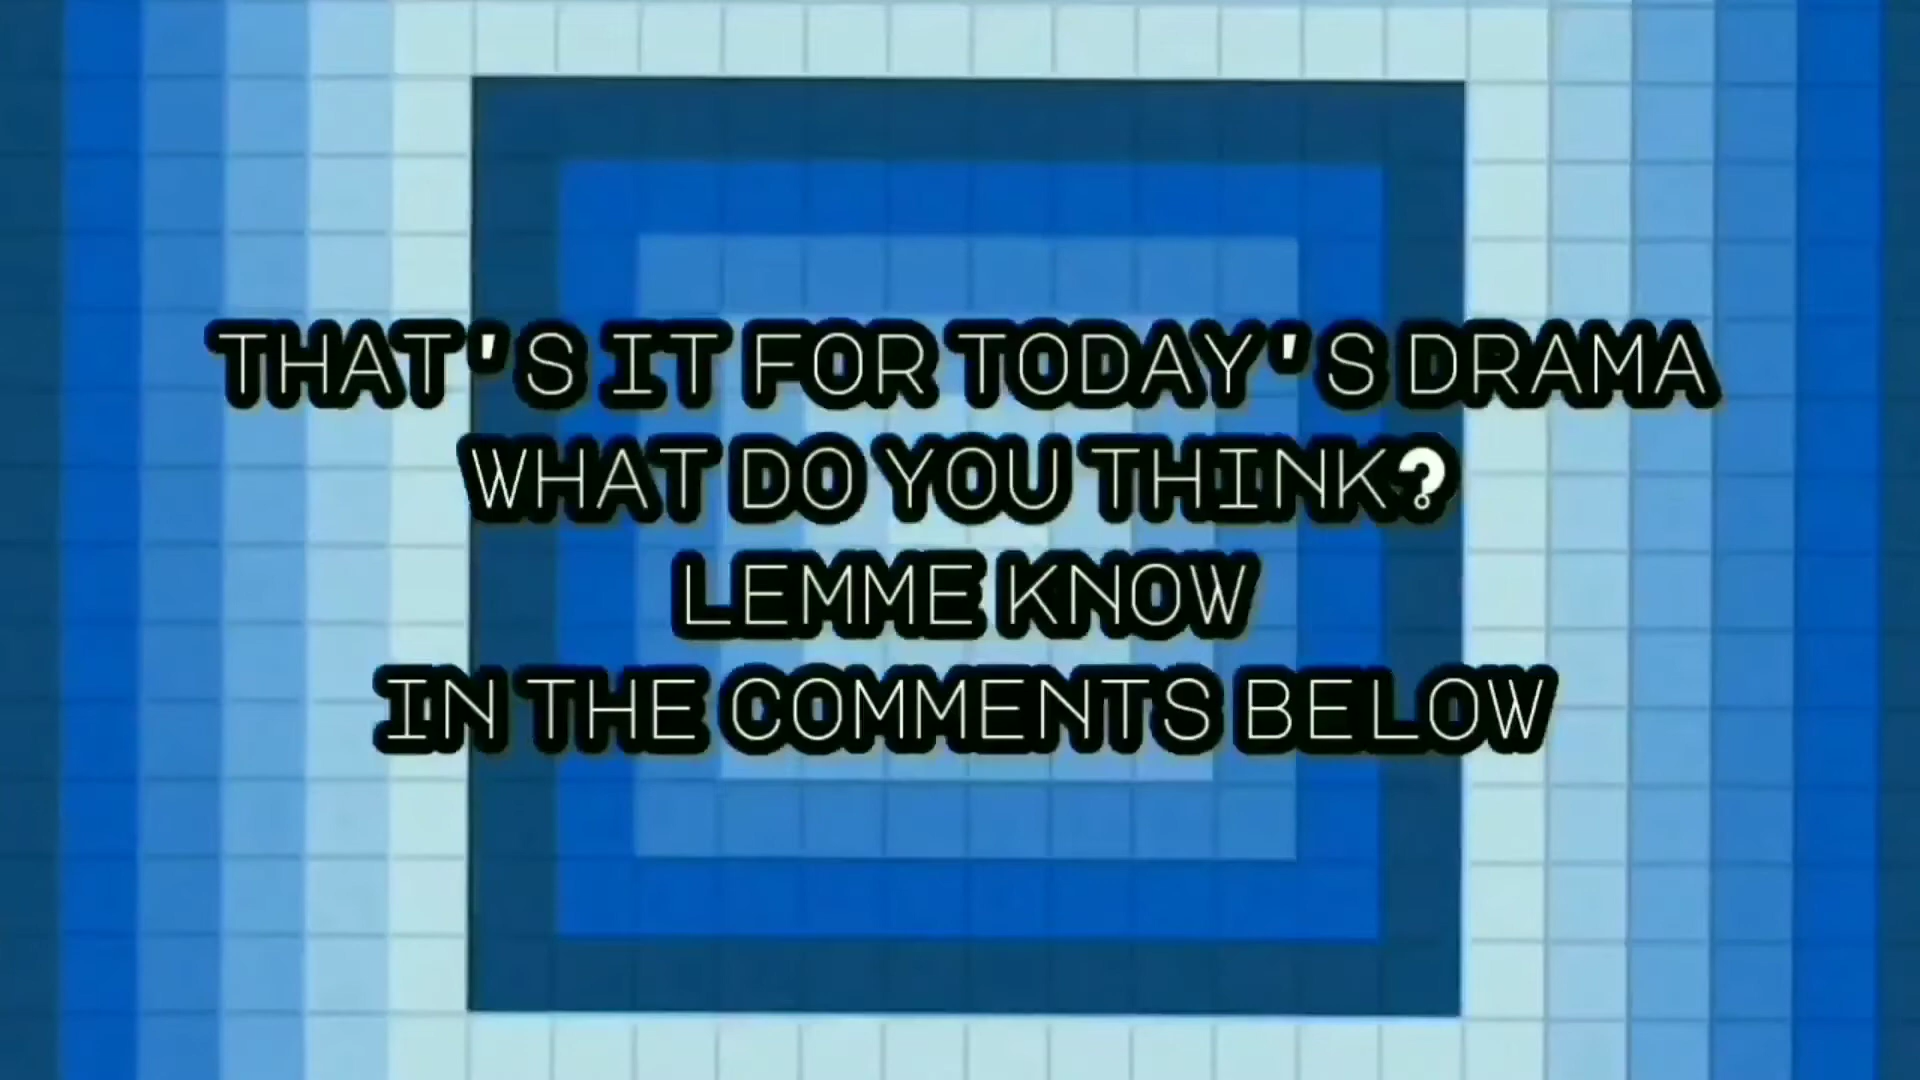 THAT'S IT FOR TODAY'S DRAMA
WHAT DO YOU THINK?
LEMME KNOW
IN THE COMMENTS BELOW